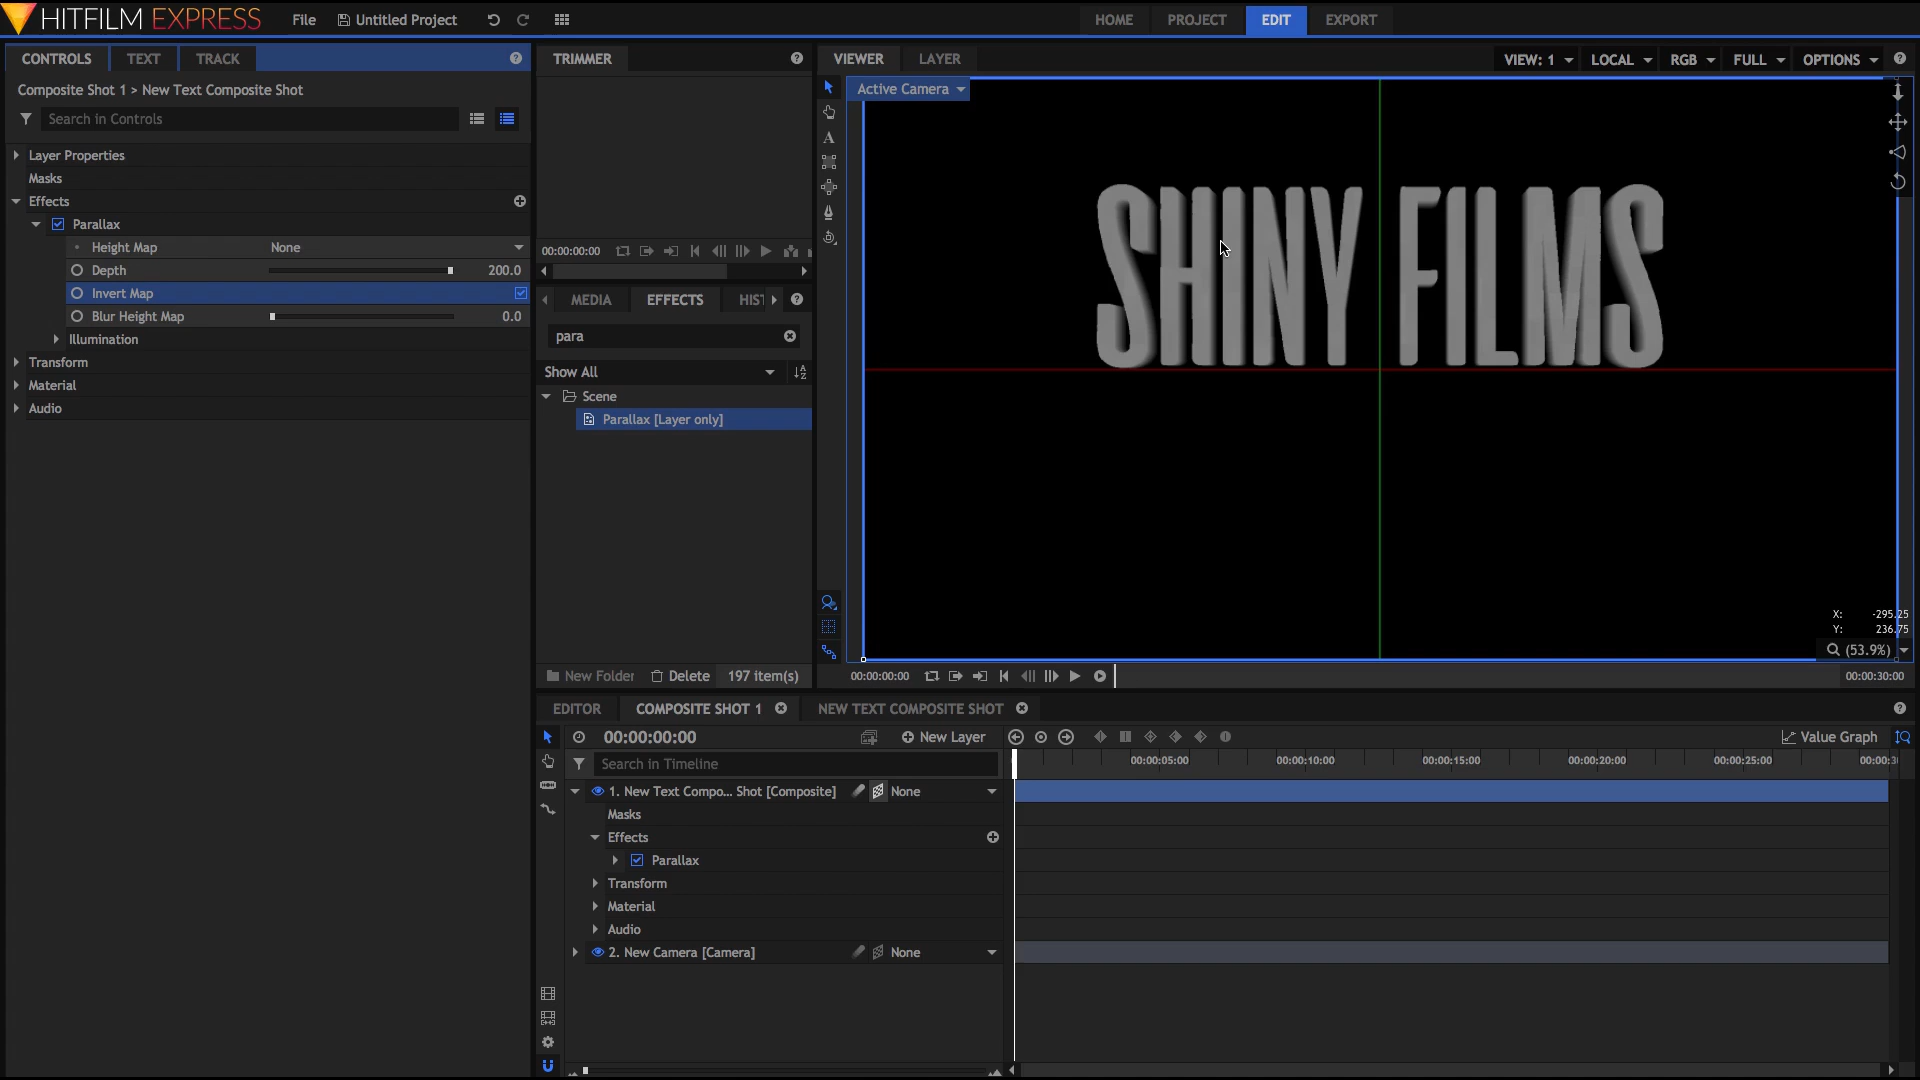 HITFILM EXPRESS
File
Untitled Project
HOME
PROJECT
EDIT
EXPORT
CONTROLS
TEXT
TRACK
Composite Shot 1 > New Text Composite Shot
Search in Controls
Layer Properties
Masks
Effects
Parallax
Height Map
None
Depth
200.0
Invert Map
Blur Height Map
0.0
Illumination
Transform
Material
Audio
TRIMMER
00:00:00:00
MEDIA
EFFECTS
HIST
para
Show All
Scene
Parallax [Layer only]
New Folder
Delete
197 item(s)
VIEWER
LAYER
VIEW: 1
LOCAL
RGB
FULL
OPTIONS
Active Camera
SHINY FILMS
X: -295.25
Y: 236.75
(53.9%)
00:00:00:00
00:00:30:00
EDITOR
COMPOSITE SHOT 1
NEW TEXT COMPOSITE SHOT
00:00:00:00
New Layer
Value Graph
Search in Timeline
00:00:05:00
00:00:10:00
00:00:15:00
00:00:20:00
00:00:25:00
00:00:3
1. New Text Compo... Shot [Composite]
None
Masks
Effects
Parallax
Transform
Material
Audio
2. New Camera [Camera]
None